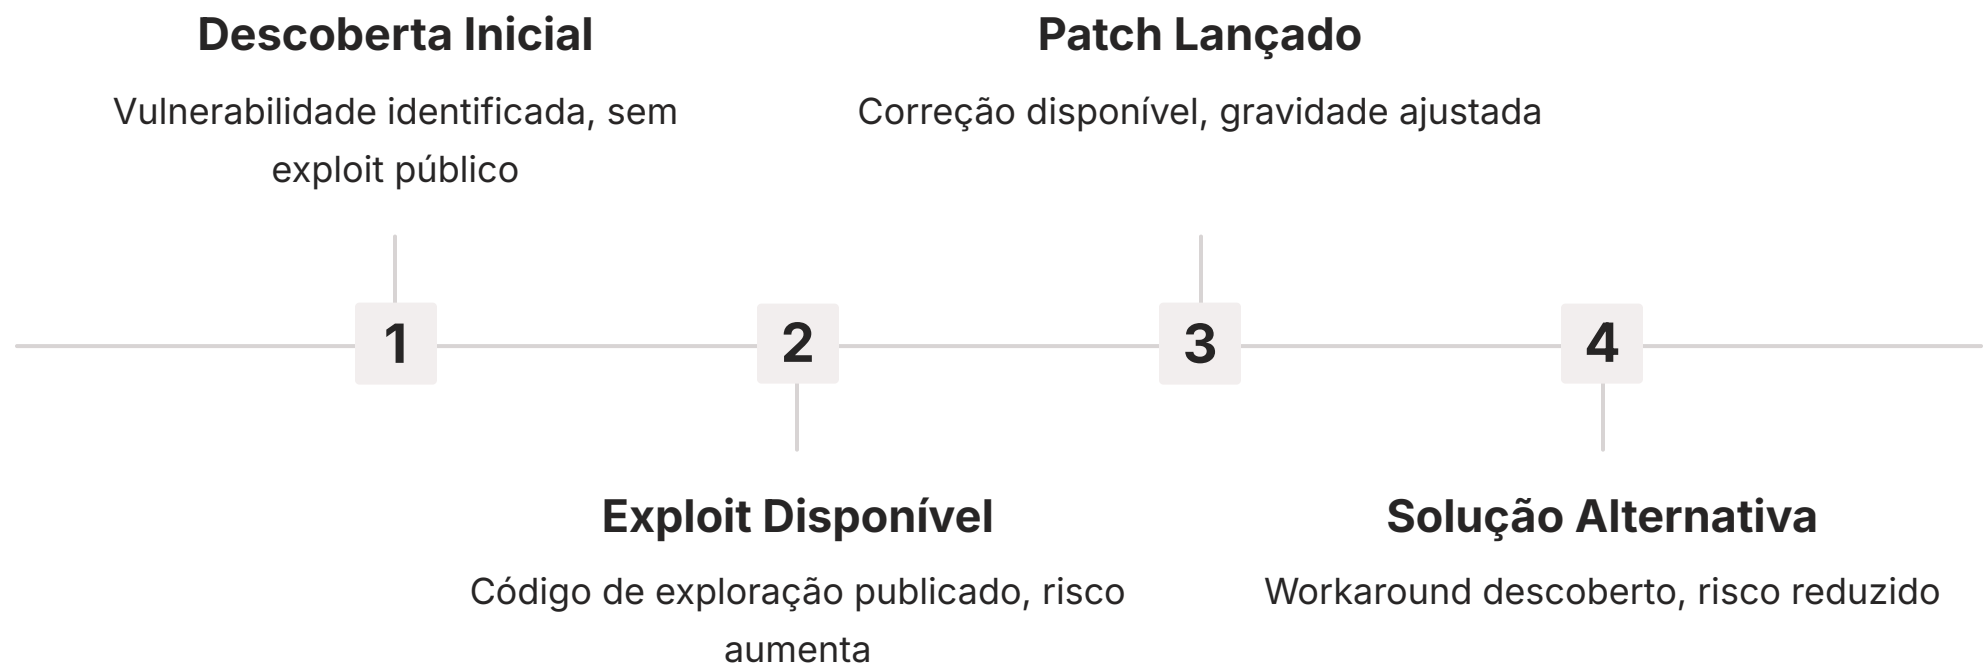 Descoberta Inicial
Vulnerabilidade identificada, sem
exploit público
1
2
Exploit Disponível
Código de exploração publicado, risco
aumenta
Patch Lançado
Correção disponível, gravidade ajustada
3
4
Solução Alternativa
Workaround descoberto, risco reduzido